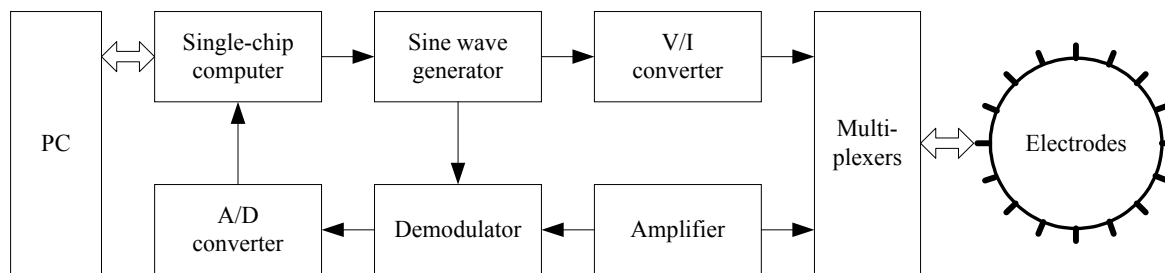 PC
Single-chip
computer
Sine wave
generator
V/I
converter
Multi-
plexers
Electrodes
A/D
converter
Demodulator
Amplifier